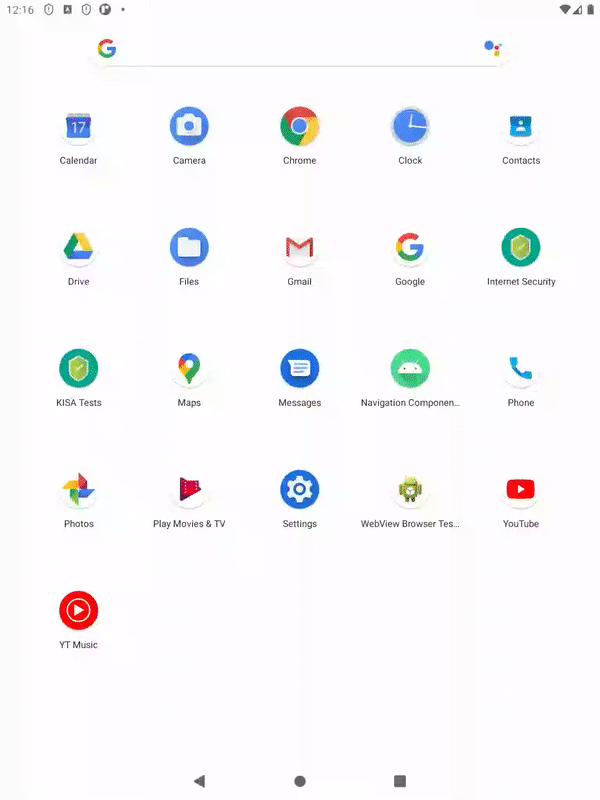 12:16
17
Calendar
Camera
Chrome
Clock
Contacts
Drive
Files
Gmail
Google
Internet Security
KISA Tests
Maps
Messages
Navigation Componen...
Phone
Photos
Play Movies & TV
Settings
WebView Browser Tes...
YouTube
YT Music